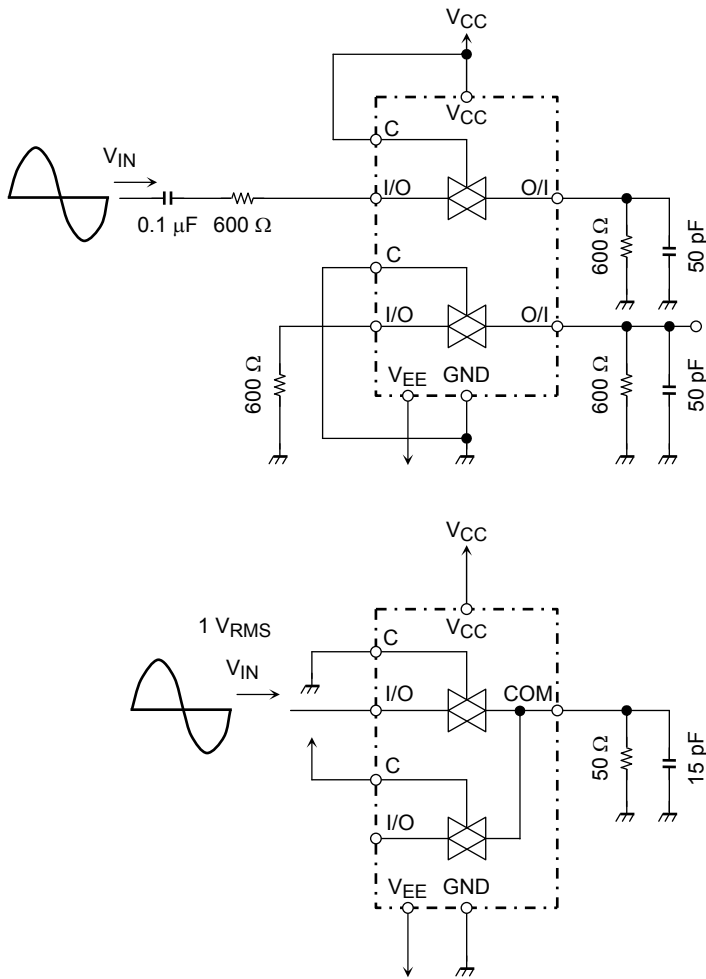 VCC
VCC
C
VIN
I/O
O/I
0.1 μF
600 Ω
600 Ω
50 pF
C
I/O
O/I
600 Ω
VEE
GND
600 Ω
50 pF
VCC
VCC
1 VRMS
C
VIN
I/O
COM
50 Ω
15 pF
C
I/O
VEE
GND